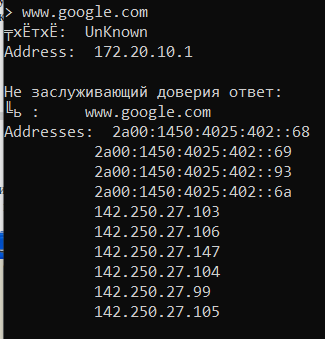 > www.google.com
╤хЁтхЁ:  UnKnown
Address:  172.20.10.1
Не заслуживающий доверия ответ:
╚ь :     www.google.com
Addresses:  2a00:1450:4025:402::68
2a00:1450:4025:402::69
2a00:1450:4025:402::93
2a00:1450:4025:402::6a
142.250.27.103
142.250.27.106
142.250.27.147
142.250.27.104
142.250.27.99
142.250.27.105